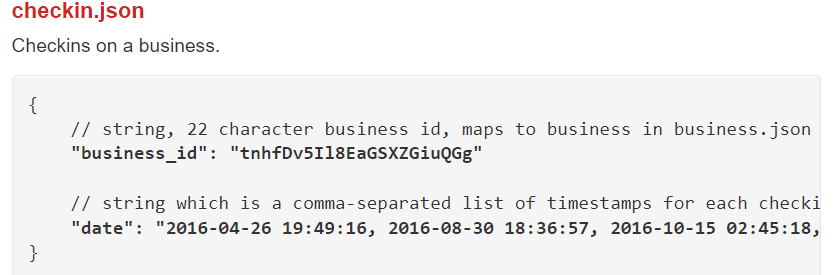 checkin.json
Checkins on a business.
{
// string, 22 character business id, maps to business in business.json
"business_id": "tnhfDv5Il8EaGSXZGiuQGg"
// string which is a comma-separated list of timestamps for each checki
"date": "2016-04-26 19:49:16, 2016-08-30 18:36:57, 2016-10-15 02:45:18,
}